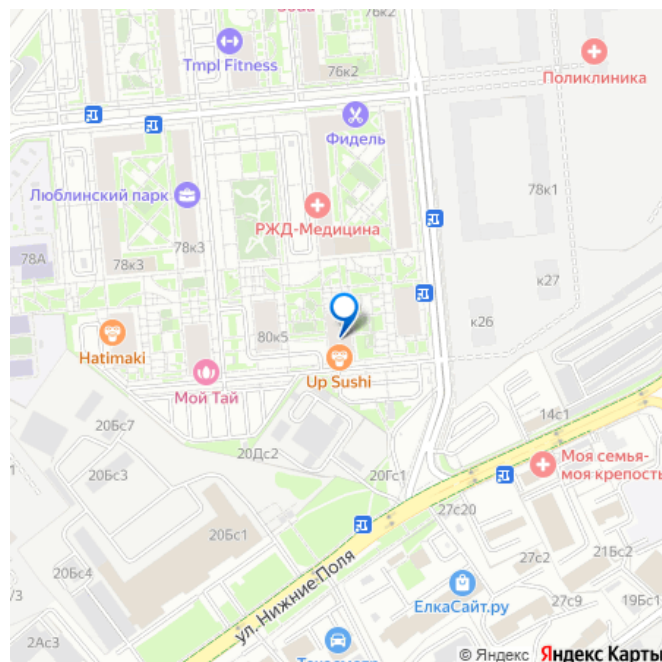 76к2
Tmpl Fitness
76к2
Поликлиника
Фидель
Люблинский парк
78к1
РЖД-Медицина
78к3
78А
78к3
к27
к26
80к5
Hatimaki
Up Sushi
Мой Тай
14с1
20Бс7
20Дс2
Моя семья-
моя крепость
20Бс3
20Гс1
27с20
20Бс1
27с2
21Бс2
20Бс4
ул. Нижние Поля
/3
ЁлкаСайт.ру
27с9
19Бс1
2Ас3
© Яндекс Яндекс Карты